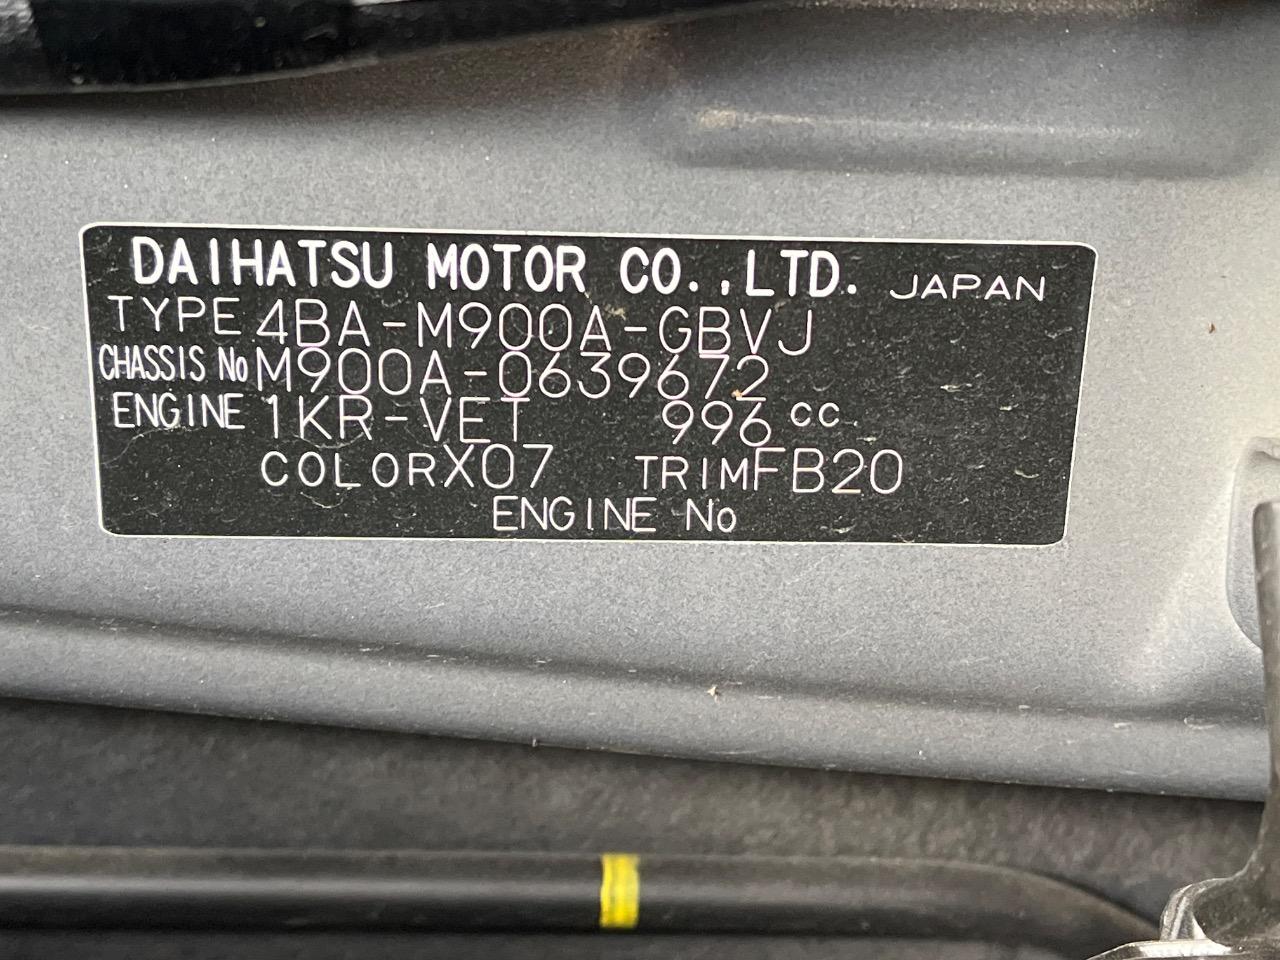 DAIHATSU MOTOR CO.,LTD. JAPAN
TYPE 4BA-M900A-GBVJ
CHASSIS No M900A-0639672
ENGINE 1KR-VET 996 cc
COLOR X07 TRIM FB20
ENGINE No